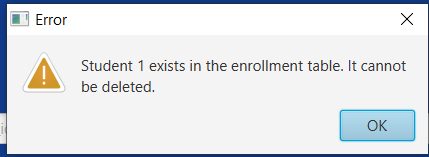 Error
Student 1 exists in the enrollment table. It cannot
be deleted.
OK